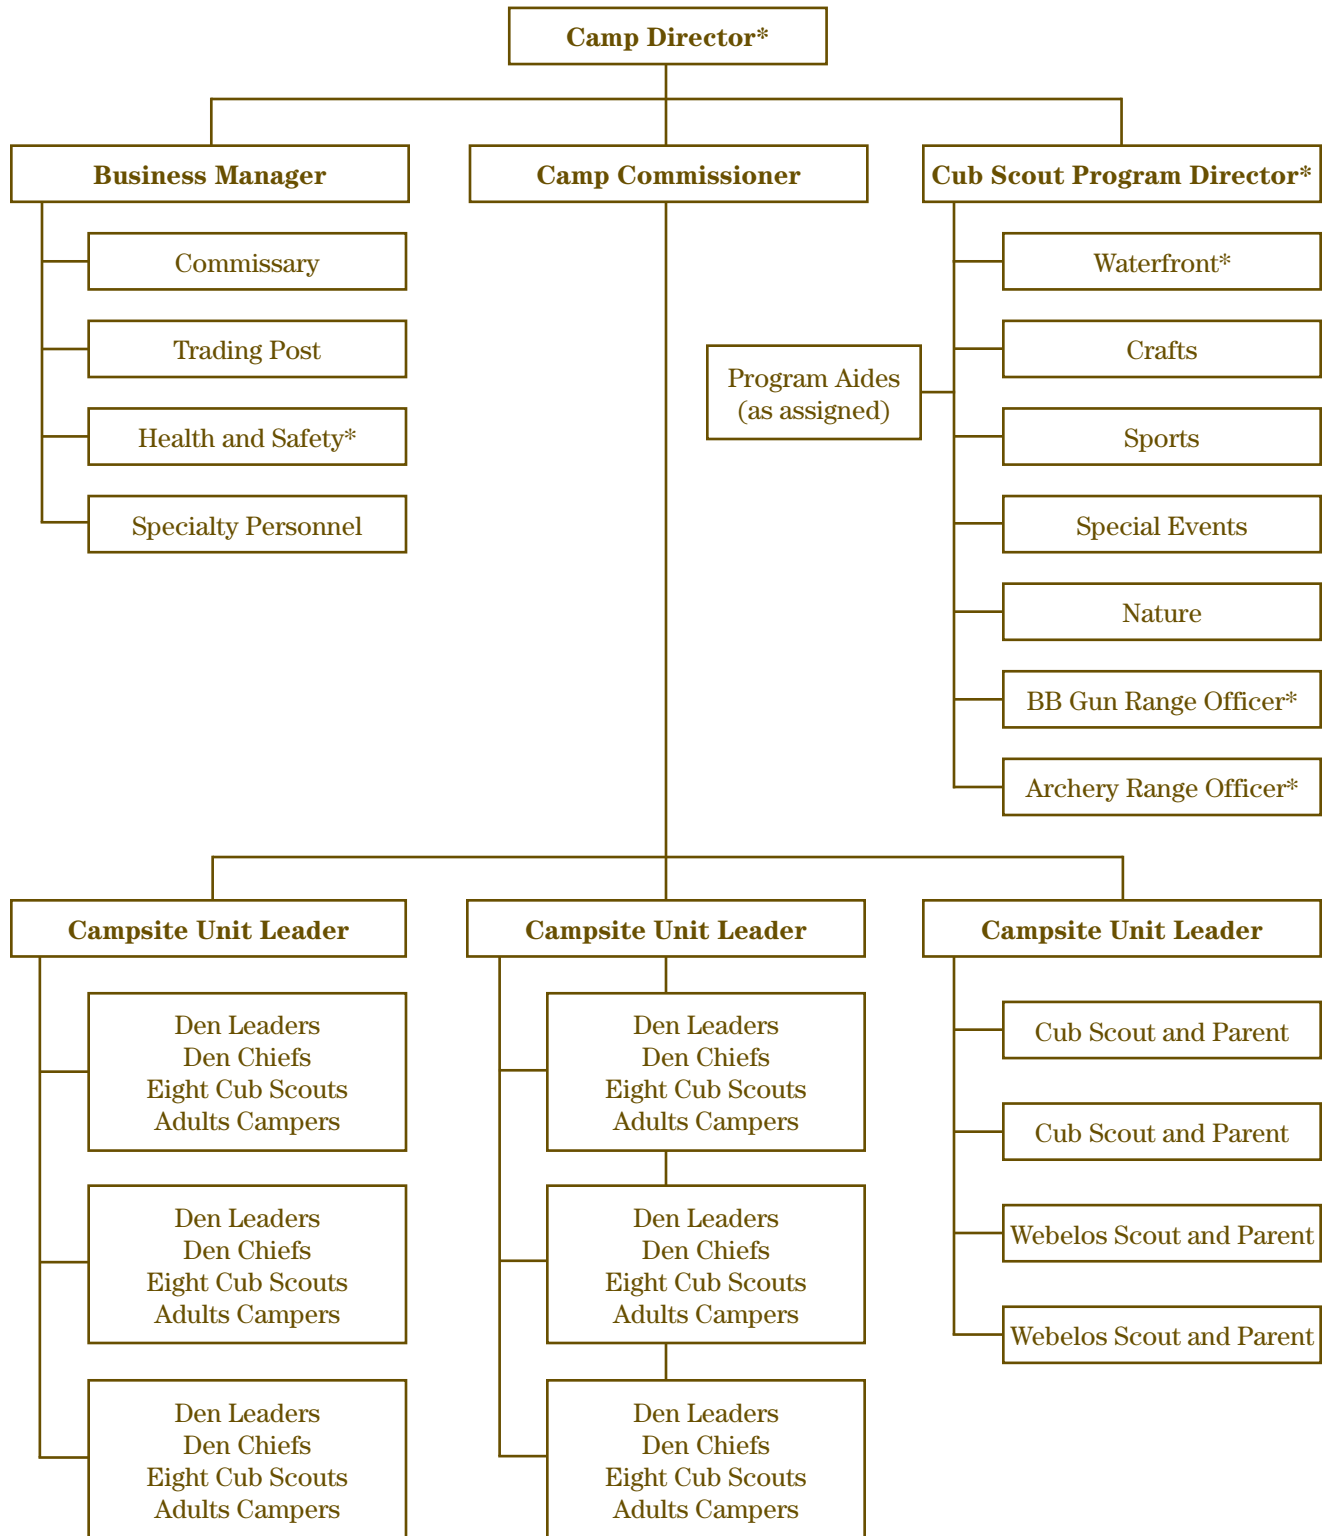 Camp Director*
Business Manager
Camp Commissioner
Cub Scout Program Director*
Commissary
Trading Post
Health and Safety*
Specialty Personnel
Program Aides
(as assigned)
Waterfront*
Crafts
Sports
Special Events
Nature
BB Gun Range Officer*
Archery Range Officer*
Campsite Unit Leader
Den Leaders
Den Chiefs
Eight Cub Scouts
Adults Campers
Den Leaders
Den Chiefs
Eight Cub Scouts
Adults Campers
Den Leaders
Den Chiefs
Eight Cub Scouts
Adults Campers
Campsite Unit Leader
Den Leaders
Den Chiefs
Eight Cub Scouts
Adults Campers
Den Leaders
Den Chiefs
Eight Cub Scouts
Adults Campers
Den Leaders
Den Chiefs
Eight Cub Scouts
Adults Campers
Campsite Unit Leader
Cub Scout and Parent
Cub Scout and Parent
Webelos Scout and Parent
Webelos Scout and Parent